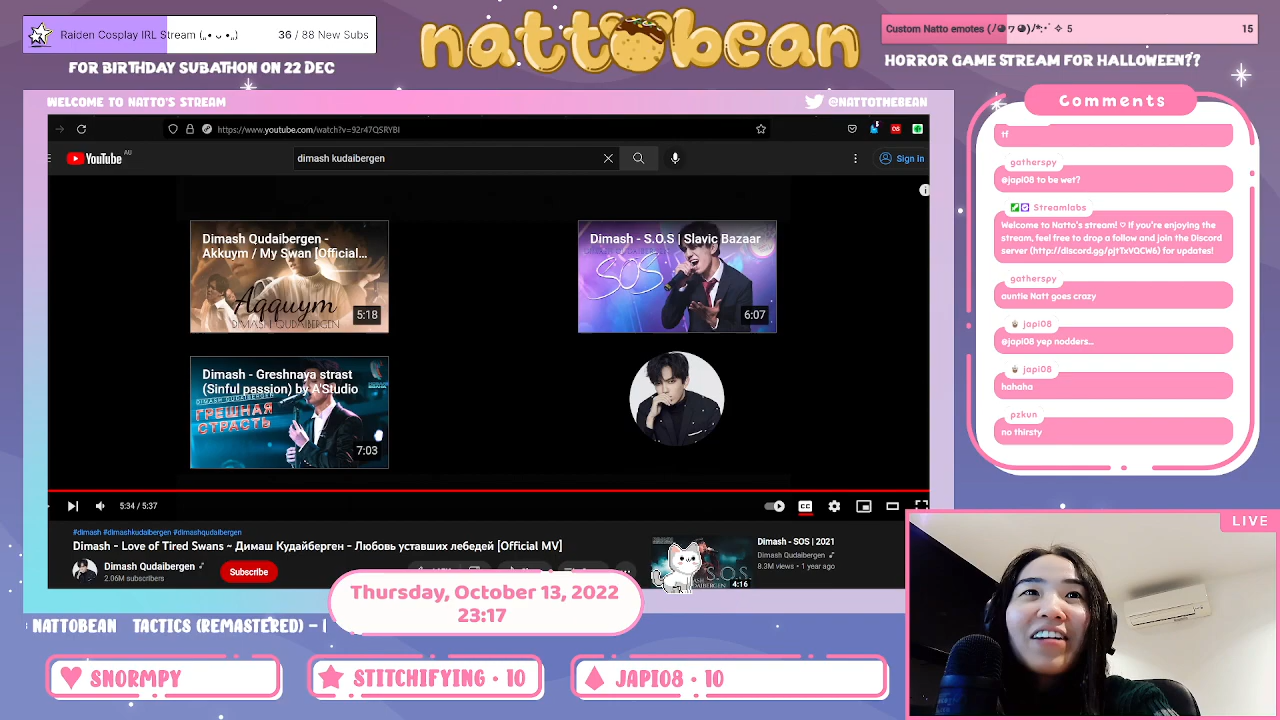 Raiden Cosplay IRL Stream („• ᴗ •„) 36 / 88 New Subs
FOR BIRTHDAY SUBATHON ON 22 DEC
nattobean
Custom Natto emotes 5 15
HORROR GAME STREAM FOR HALLOWEEN??
WELCOME TO NATTO'S STREAM
@NATTOTHEBEAN
https://www.youtube.com/watch?v=92r47QSRYBI
YouTube AU
dimash kudaibergen
Sign in
Dimash Qudaibergen -
Akkuym / My Swan [Official...
Aqquym
DIMASH QUDAIBERGEN
5:18
Dimash - S.O.S | Slavic Bazaar
SOS
6:07
Dimash - Greshnaya strast
(Sinful passion) by A'Studio
DIMASH QUDAIBERGEN
ГРЕШНАЯ
СТРАСТЬ
7:03
5:34 / 5:37
CC
#dimash #dimashkudaibergen #dimashqudaibergen
Dimash - Love of Tired Swans ~ Димаш Кудайберген - Любовь уставших лебедей [Official MV]
Dimash Qudaibergen
2.06M subscribers
Subscribe
S.O.S
4:16
Dimash - SOS | 2021
Dimash Qudaibergen
8.3M views • 1 year ago
Thursday, October 13, 2022
23:17
NATTOBEAN TACTICS (REMASTERED) -
SNORMPY
STITCHIFYING • 10
JAPI08 • 10
Comments
tf
gatherspy
@japi08 to be wet?
Streamlabs
Welcome to Natto's stream! ♡ If you're enjoying the
stream, feel free to drop a follow and join the Discord
server (http://discord.gg/pjtTxVQCW6) for updates!
gatherspy
auntie Natt goes crazy
japi08
@japi08 yep nodders...
japi08
hahaha
pzkun
no thirsty
LIVE